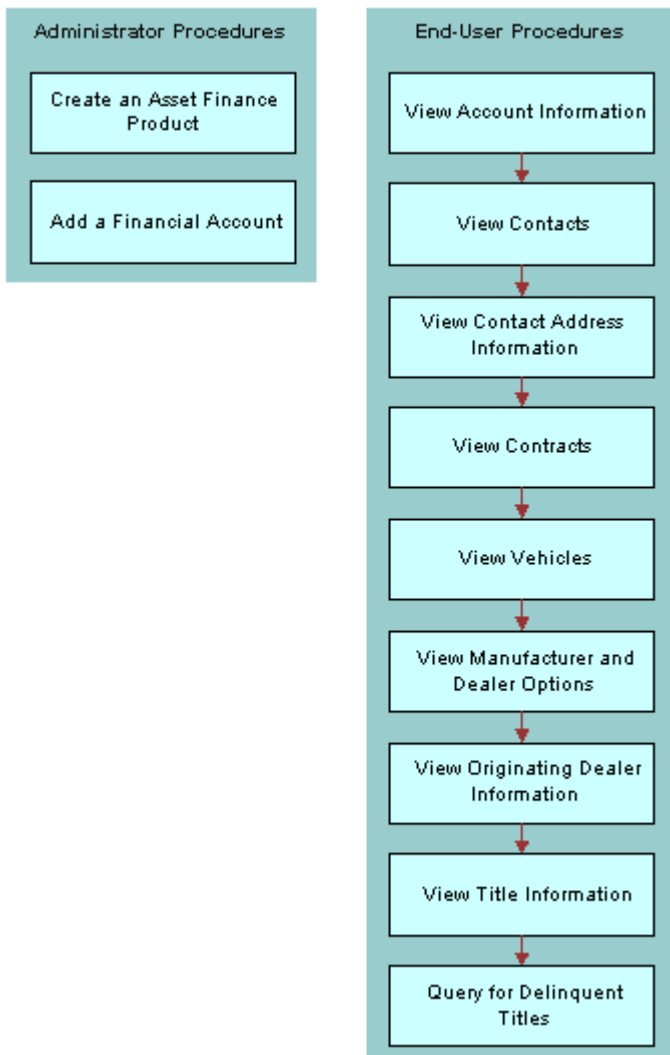 Administrator Procedures
Create an Asset Finance
Product
Add a Financial Account
End-User Procedures
View Account Information
View Contacts
View Contact Address
Information
View Contracts
View Vehicles
View Manufacturer and
Dealer Options
View Originating Dealer
Information
View Title Information
Query for Delinquent
Titles